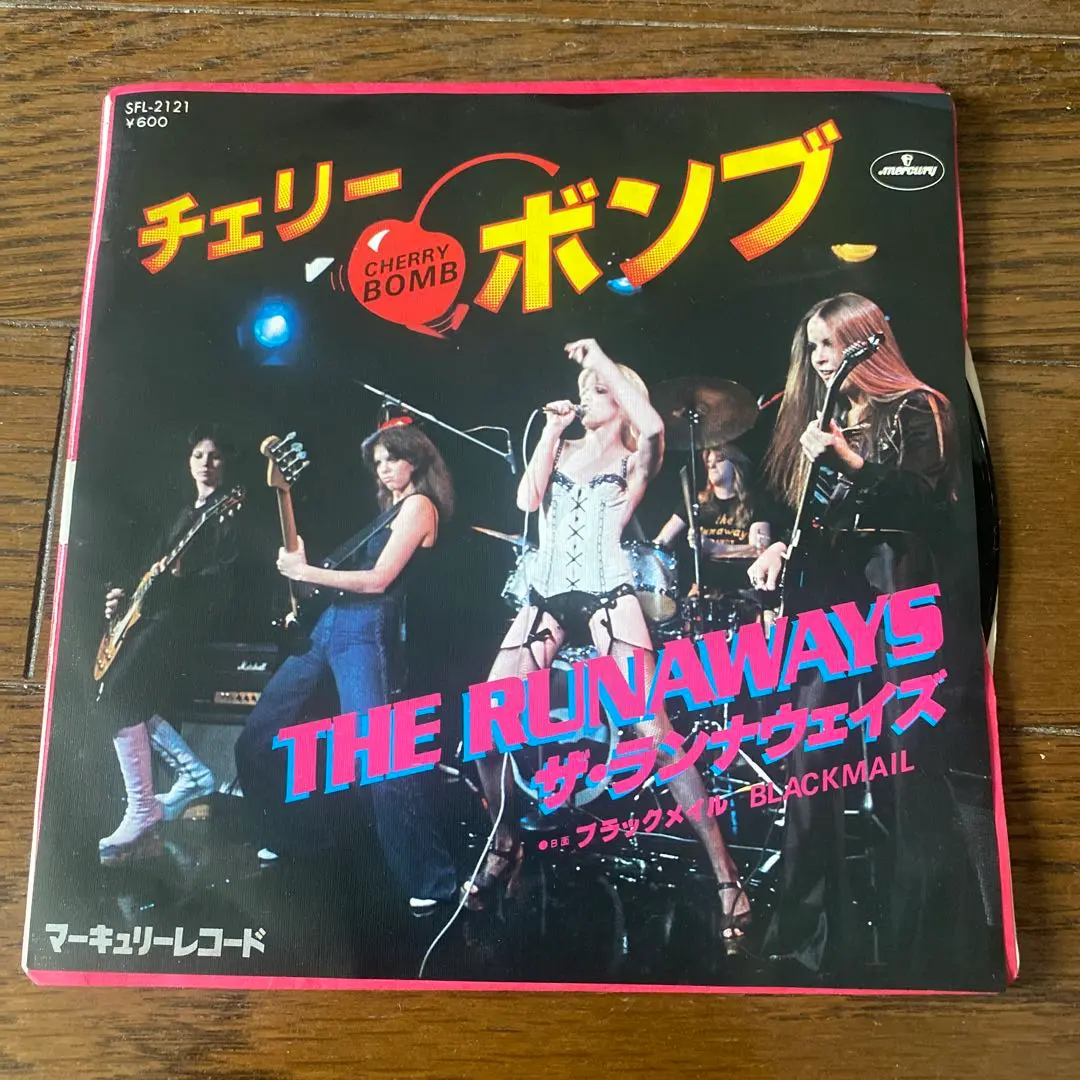 SFL-2121
¥600
mercury
チェリーボンブ
CHERRY
BOMB
Marshall
THE RUNAWAYS
ザ・ランナウェイズ
●B面 ブラックメイル BLACKMAIL
マーキュリーレコード